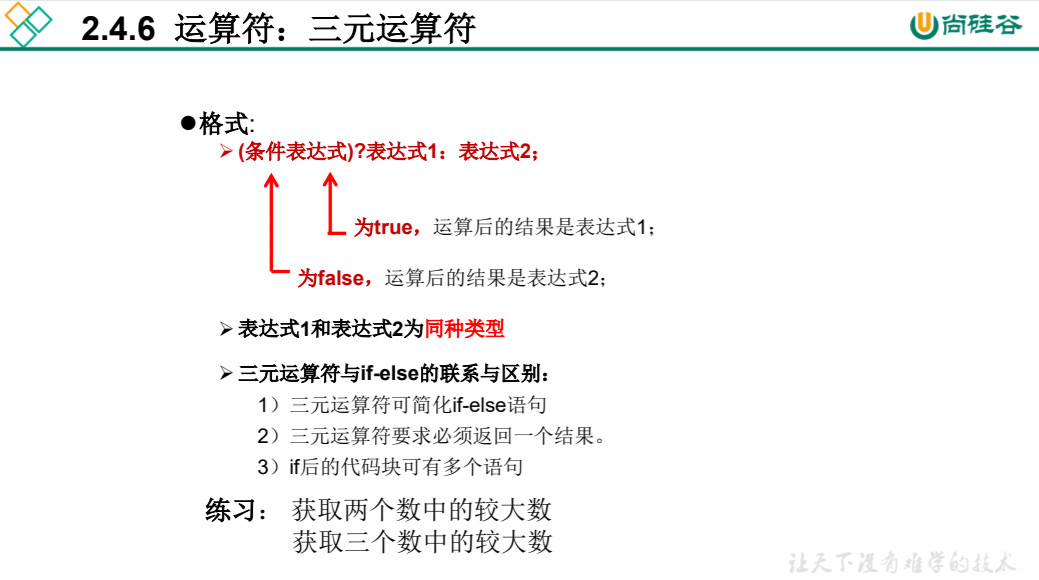 2.4.6 运算符：三元运算符
尚硅谷
●格式:
➢(条件表达式)?表达式1：表达式2；
为true，运算后的结果是表达式1；
为false，运算后的结果是表达式2；
➢表达式1和表达式2为同种类型
➢三元运算符与if-else的联系与区别：
1）三元运算符可简化if-else语句
2）三元运算符要求必须返回一个结果。
3）if后的代码块可有多个语句
练习： 获取两个数中的较大数
获取三个数中的较大数
让天下没有难学的技术